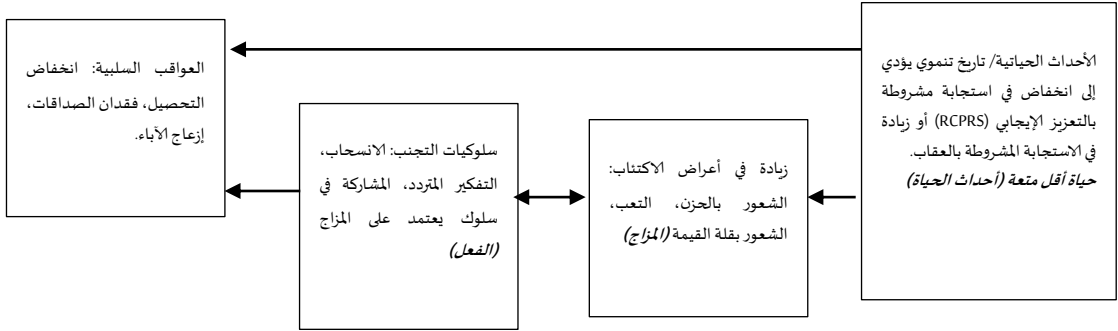 الأحداث الحياتية/ تاريخ تنموي يؤدي
إلى انخفاض في استجابة مشروطة
بالتعزيز الإيجابي (RCPRS) أو زيادة
في الاستجابة المشروطة بالعقاب.
حياة أقل متعة (أحداث الحياة)
زيادة في أعراض الاكتئاب:
الشعور بالحزن، التعب،
الشعور بقلة القيمة (المزاج)
سلوكيات التجنب: الانسحاب،
التفكير المتردد، المشاركة في
سلوك يعتمد على المزاج
(الفعل)
العواقب السلبية: انخفاض
التحصيل، فقدان الصداقات،
إزعاج الآباء.